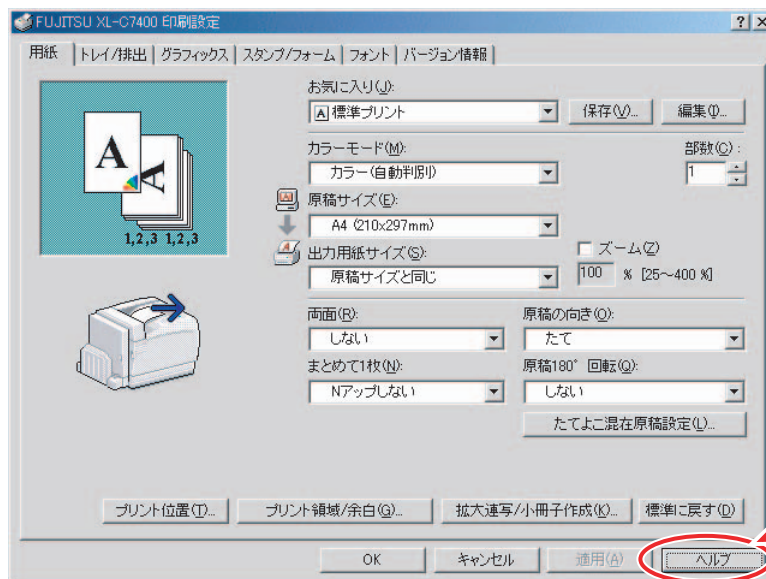 FUJITSU XL-C7400 印刷設定
用紙 トレイ/排出 グラフィックス スタンプ/フォーム フォント バージョン情報
お気に入り(J):
A 標準プリント 保存(V)... 編集(I)...
カラーモード(M): 部数(C):
カラー(自動判別) 1
原稿サイズ(E):
A4 (210x297mm)
出力用紙サイズ(S): ズーム(Z)
原稿サイズと同じ 100 % [25～400 %]
A A
1,2,3 1,2,3
両面(R): 原稿の向き(O):
しない たて
まとめて1枚(N): 原稿180° 回転(Q):
Nアップしない しない
たてよこ混在原稿設定(L)...
プリント位置(T)... プリント領域/余白(G)... 拡大連写/小冊子作成(K)... 標準に戻す(D)
OK キャンセル 適用(A) ヘルプ